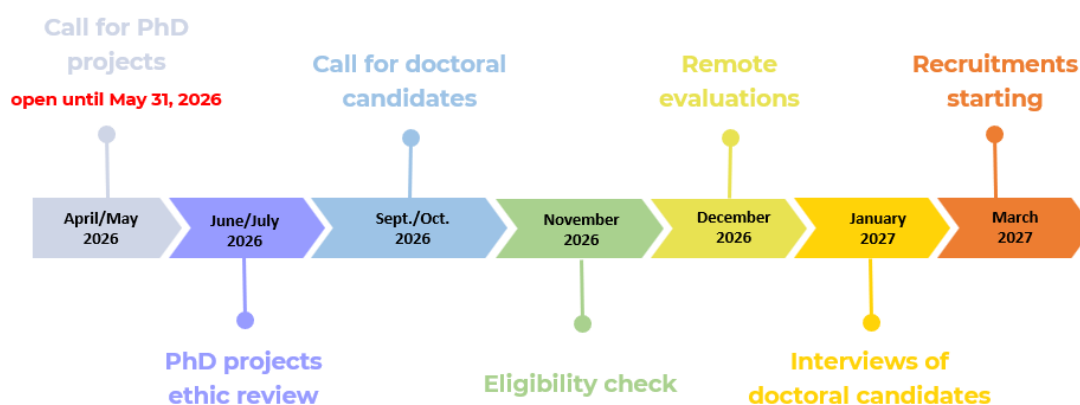 Call for PhD
projects
open until May 31, 2026
Call for doctoral
candidates
Remote
evaluations
Recruitments
starting
April/May
2026
June/July
2026
Sept./Oct.
2026
November
2026
December
2026
January
2027
March
2027
PhD projects
ethic review
Eligibility check
Interviews of
doctoral candidates